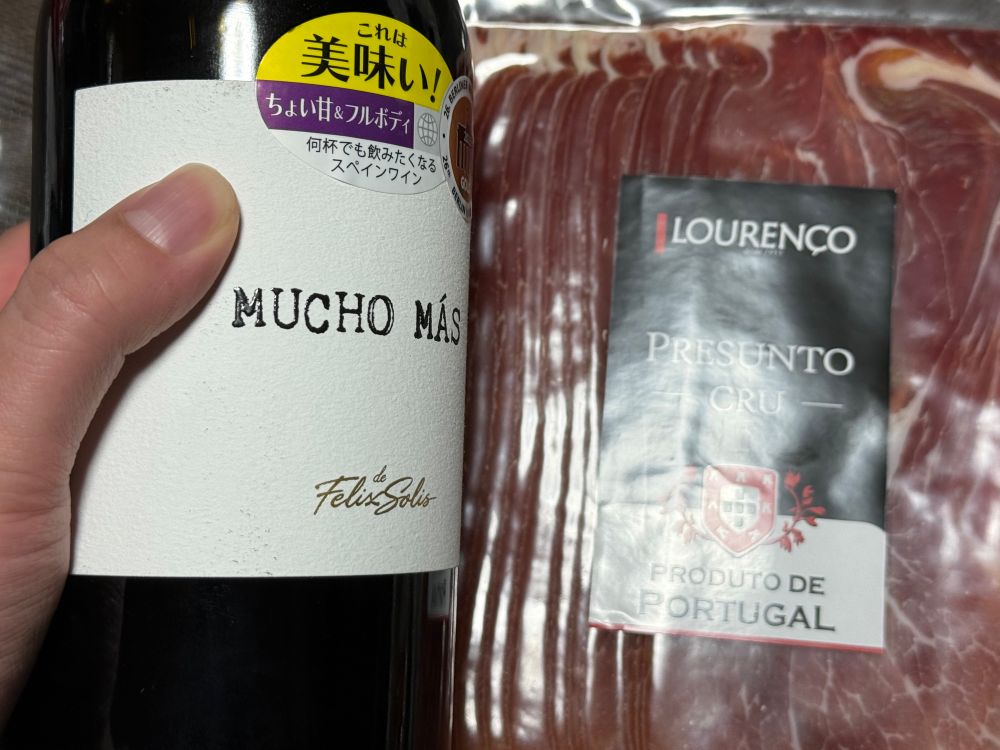 これは
美味い!
ちょい甘&フルボディ
何杯でも飲みたくなる
スペインワイン
MUCHO MÁS
de
Felix Solis
LOURENÇO
PRESUNTO
CRU
PRODUTO DE
PORTUGAL